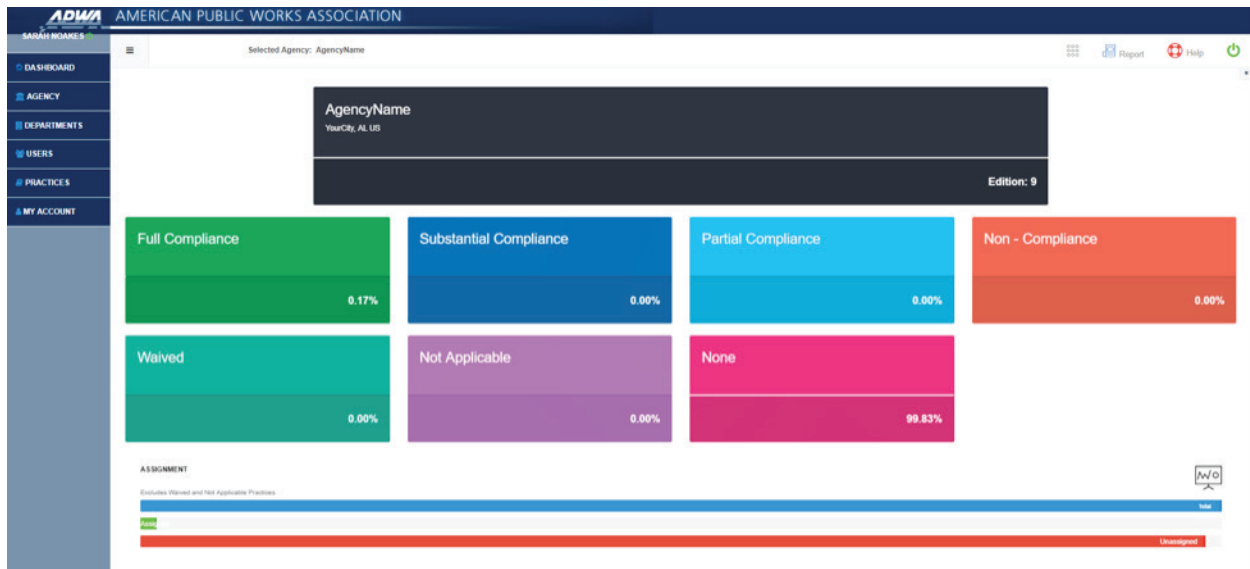 APWA AMERICAN PUBLIC WORKS ASSOCIATION
SARAH NOAKES
Selected Agency: AgencyName
Report
Help
DASHBOARD
AGENCY
DEPARTMENTS
USERS
PRACTICES
MY ACCOUNT
AgencyName
YourCity, AL US
Edition: 9
Full Compliance
0.17%
Substantial Compliance
0.00%
Partial Compliance
0.00%
Non - Compliance
0.00%
Waived
0.00%
Not Applicable
0.00%
None
99.83%
ASSIGNMENT
Excludes Waived and Not Applicable Practices
Total
Assig
Unassigned